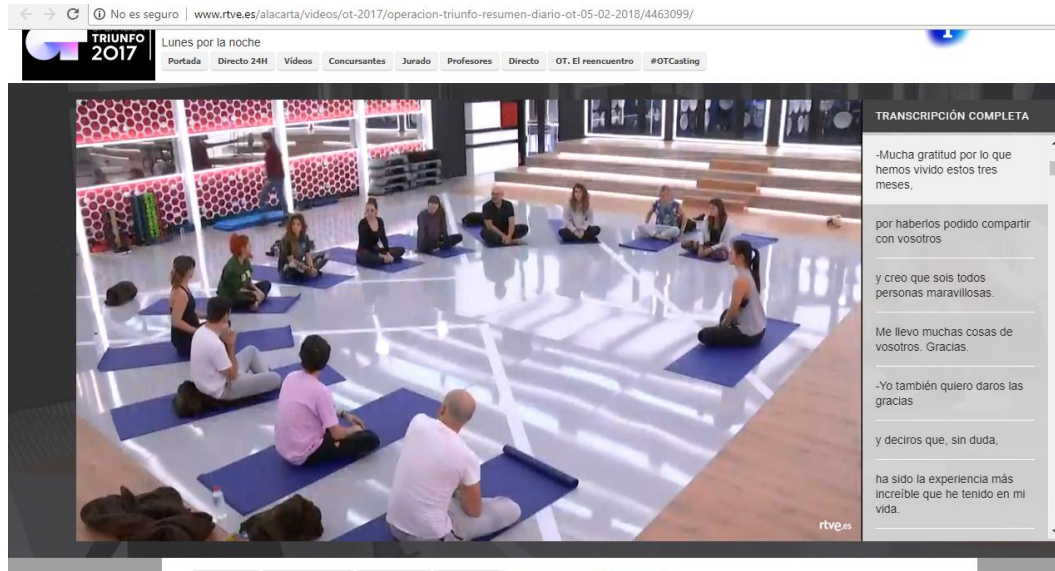 No es seguro | www.rtve.es/alacarta/videos/ot-2017/operacion-triunfo-resumen-diario-ot-05-02-2018/4463099/
TRIUNFO
2017
Lunes por la noche
Portada Directo 24H Vídeos Concursantes Jurado Profesores Directo OT. El reencuentro #OTCasting
TRANSCRIPCIÓN COMPLETA
-Mucha gratitud por lo que
hemos vivido estos tres
meses,
por haberlos podido compartir
con vosotros
y creo que sois todos
personas maravillosas.
Me llevo muchas cosas de
vosotros. Gracias.
-Yo también quiero daros las
gracias
y deciros que, sin duda,
ha sido la experiencia más
increíble que he tenido en mi
vida.
rtve.es